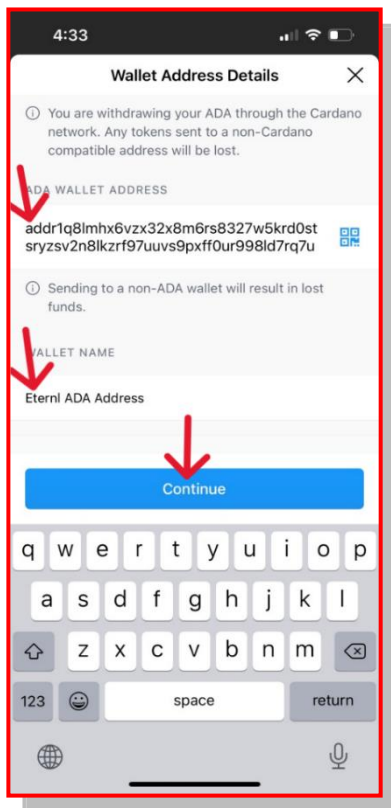 4:33
Wallet Address Details
You are withdrawing your ADA through the Cardano
network. Any tokens sent to a non-Cardano
compatible address will be lost.
ADA WALLET ADDRESS
addr1q8lmhx6vzx32x8m6rs8327w5krd0st
sryzsv2n8lkzrf97uuvs9pxff0ur998ld7rq7u
Sending to a non-ADA wallet will result in lost
funds.
WALLET NAME
Eternl ADA Address
Continue
q w e r t y u i o p
a s d f g h j k l
z x c v b n m
123 space return